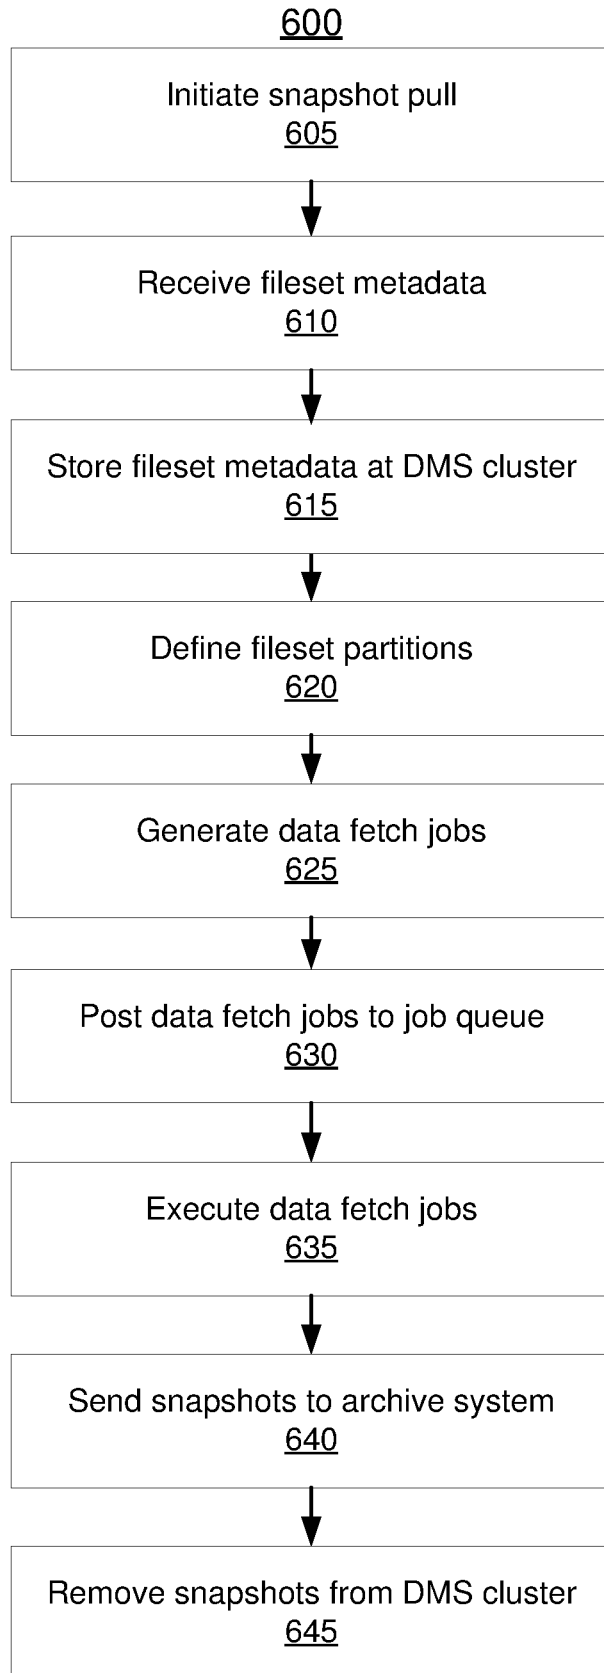 600
Initiate snapshot pull
605
Receive fileset metadata
610
Store fileset metadata at DMS cluster
615
Define fileset partitions
620
Generate data fetch jobs
625
Post data fetch jobs to job queue
630
Execute data fetch jobs
635
Send snapshots to archive system
640
Remove snapshots from DMS cluster
645